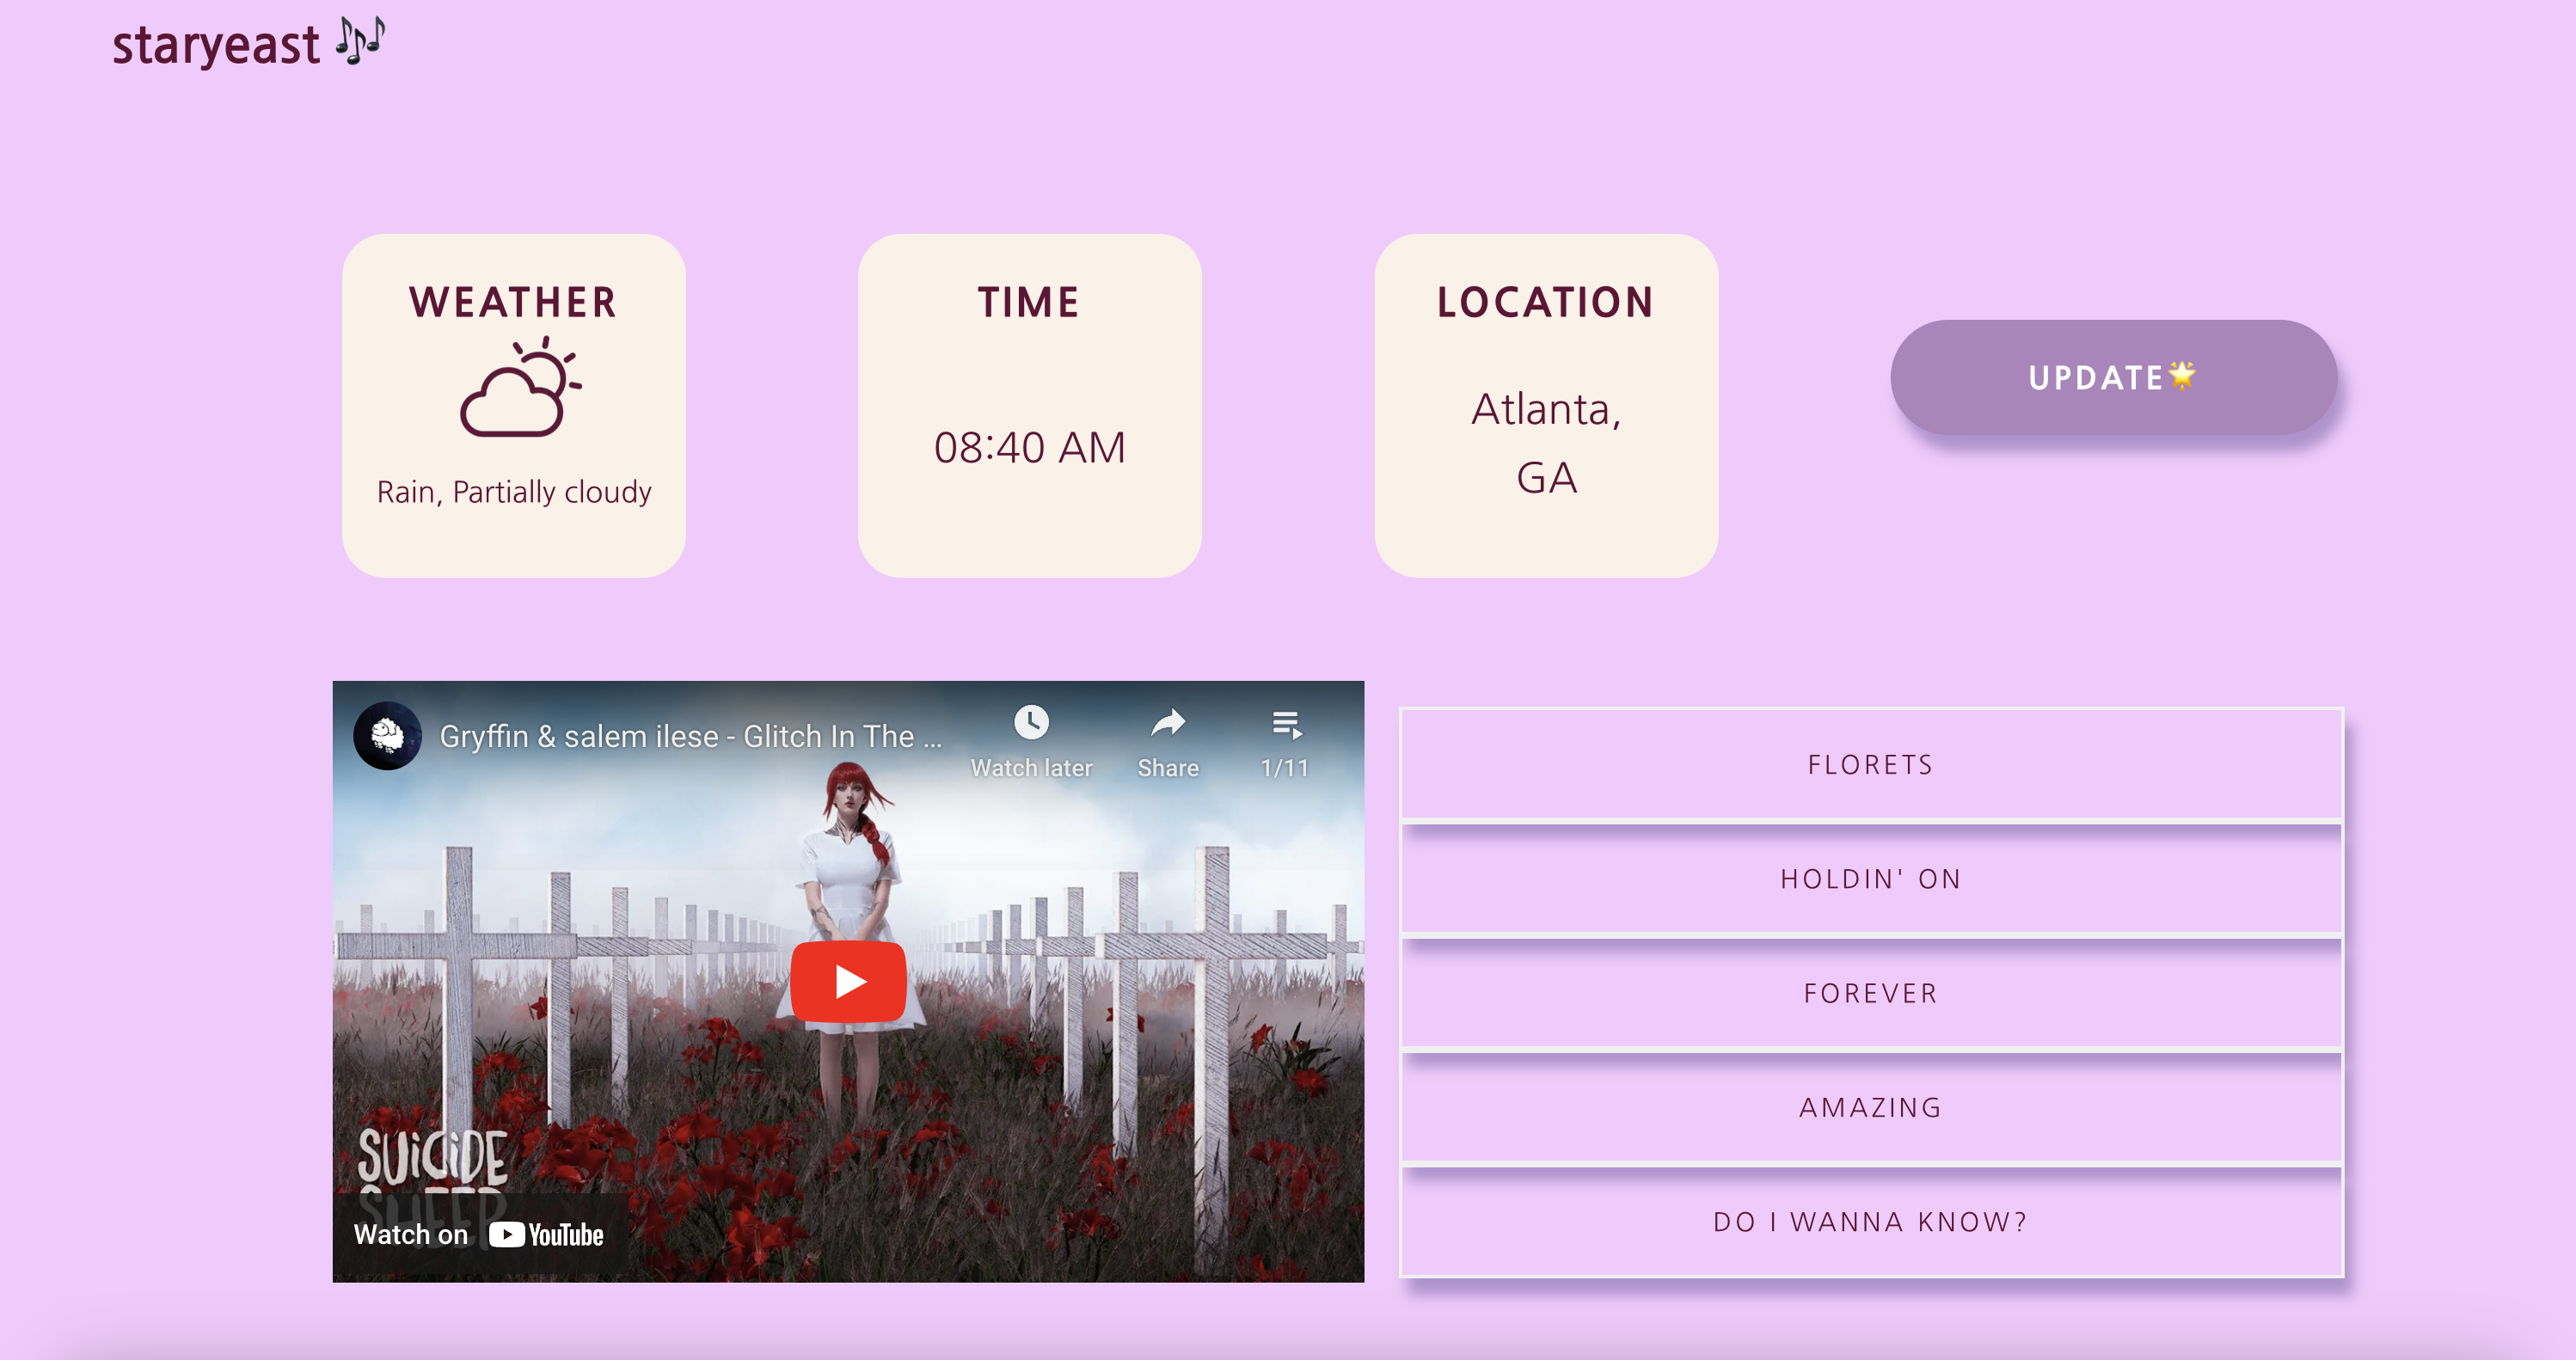 staryeast
WEATHER
Rain, Partially cloudy
TIME
08:40 AM
LOCATION
Atlanta,
GA
UPDATE
Gryffin & salem ilese - Glitch In The ...
Watch later
Share
1/11
SUiCiDE
SHEEP
Watch on YouTube
FLORETS
HOLDIN' ON
FOREVER
AMAZING
DO I WANNA KNOW?